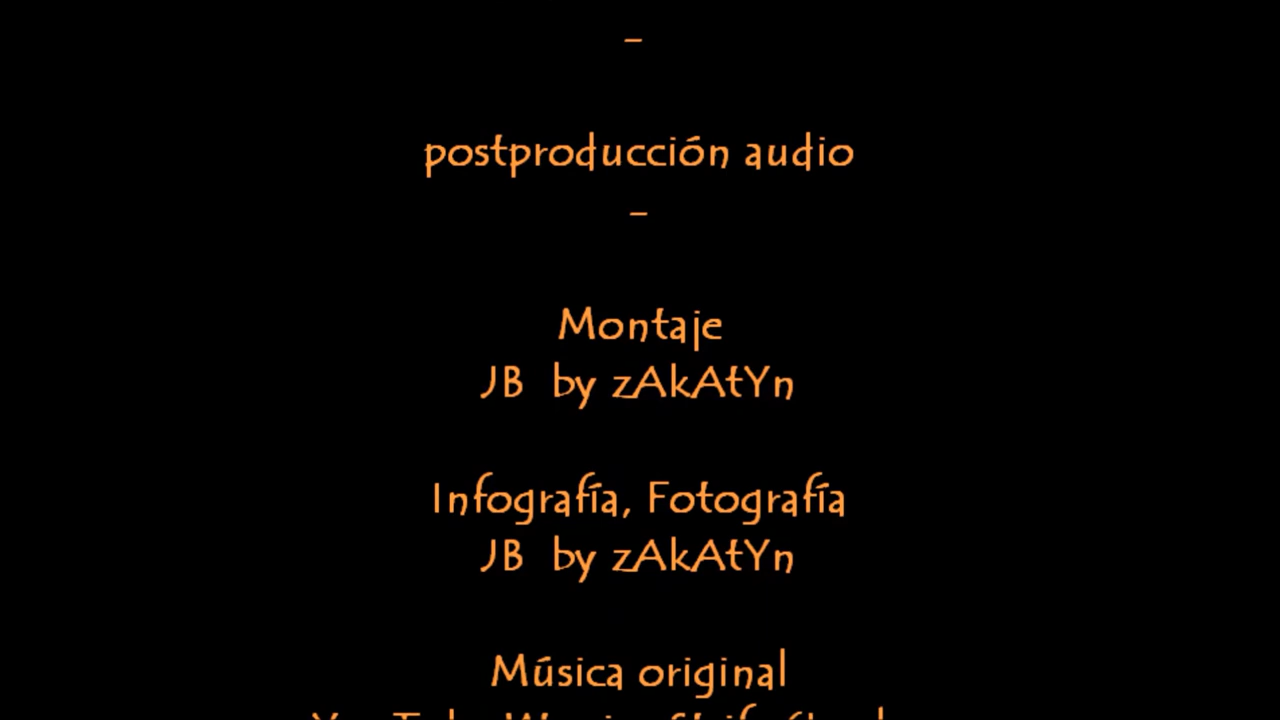 -
postproducción audio
-
Montaje
JB by zAkAtYn
Infografía, Fotografía
JB by zAkAtYn
Música original